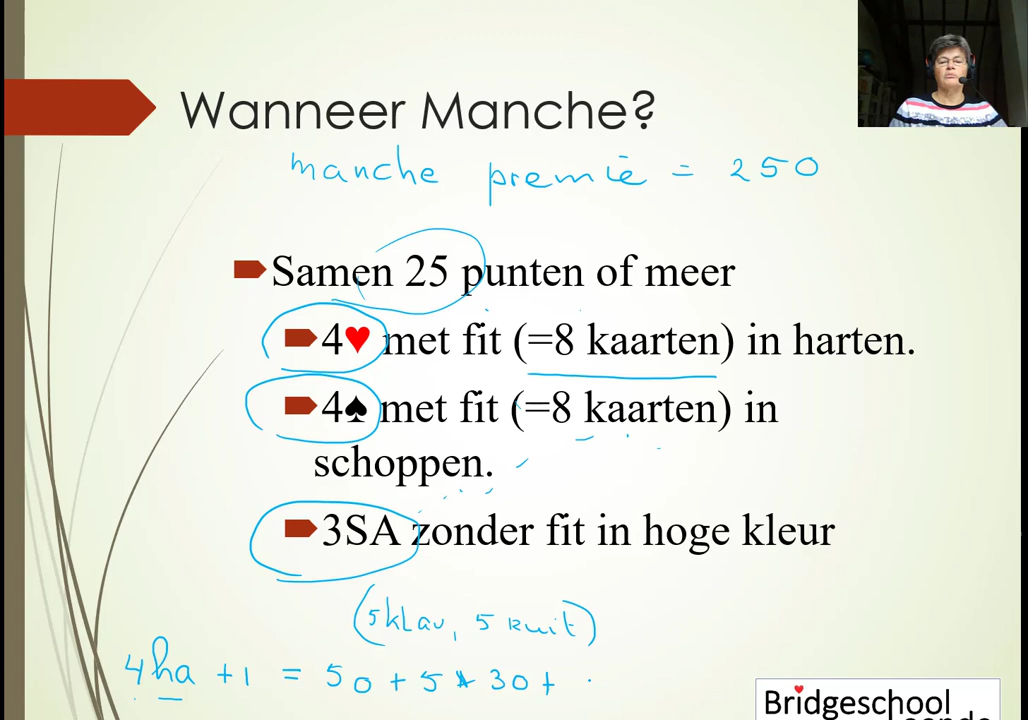 Wanneer Manche?
manche premie = 250
Samen 25 punten of meer
4♥ met fit (=8 kaarten) in harten.
4♠ met fit (=8 kaarten) in
schoppen.
3SA zonder fit in hoge kleur
(5klav, 5 ruit)
4ha +1 = 50 + 5 * 30 +
Bridgeschool